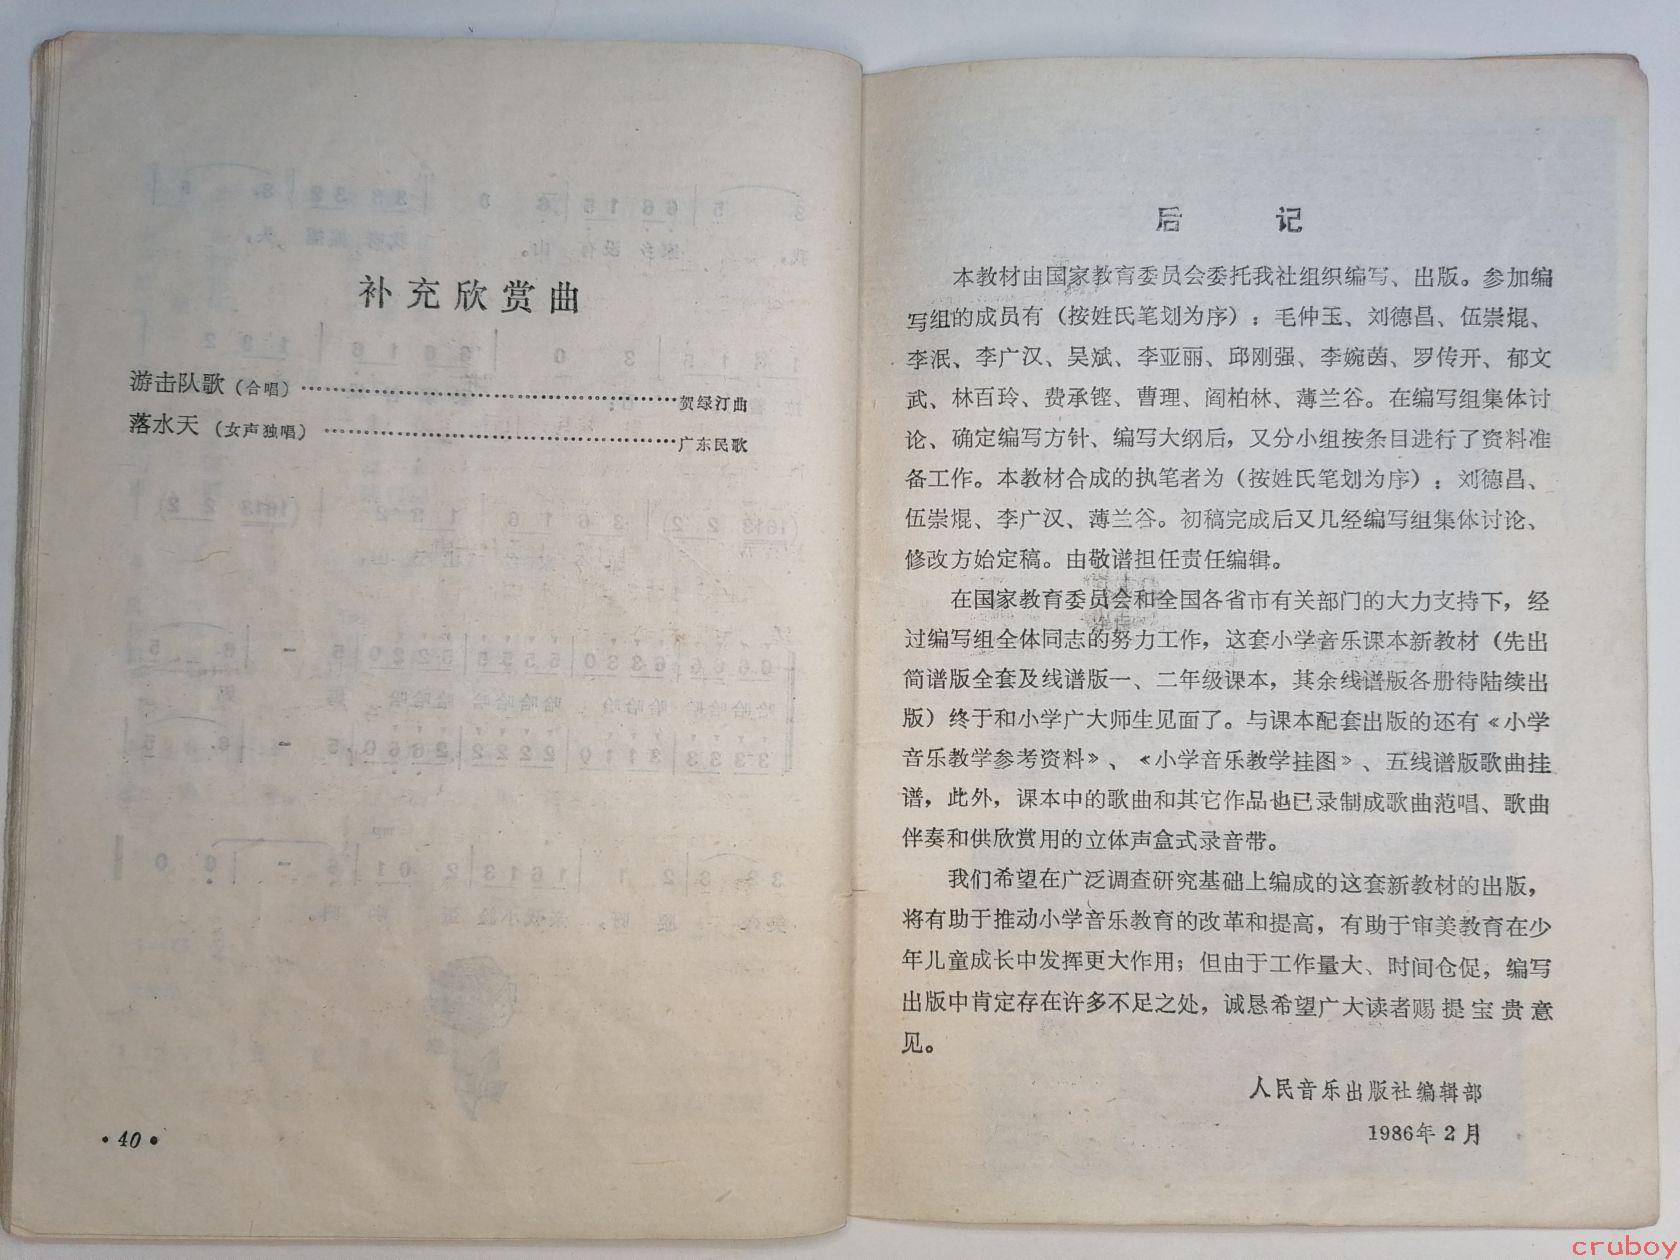 补充欣赏曲
游击队歌(合唱)……………………………………贺绿汀曲
落水天(女声独唱)…………………………………广东民歌
·40·
后 记
本教材由国家教育委员会委托我社组织编写、出版。参加编
写组的成员有(按姓氏笔划为序):毛仲玉、刘德昌、伍崇焜、
李泯、李广汉、吴斌、李亚丽、邱刚强、李婉茵、罗传开、郁文
武、林百玲、费承铿、曹理、阎柏林、薄兰谷。在编写组集体讨
论、确定编写方针、编写大纲后,又分小组按条目进行了资料准
备工作。本教材合成的执笔者为(按姓氏笔划为序):刘德昌、
伍崇焜、李广汉、薄兰谷。初稿完成后又几经编写组集体讨论、
修改方始定稿。由敬谱担任责任编辑。
在国家教育委员会和全国各省市有关部门的大力支持下,经
过编写组全体同志的努力工作,这套小学音乐课本新教材(先出
简谱版全套及线谱版一、二年级课本,其余线谱版各册待陆续出
版)终于和小学广大师生见面了。与课本配套出版的还有《小学
音乐教学参考资料》、《小学音乐教学挂图》、五线谱版歌曲挂
谱,此外,课本中的歌曲和其它作品也已录制成歌曲范唱、歌曲
伴奏和供欣赏用的立体声盒式录音带。
我们希望在广泛调查研究基础上编成的这套新教材的出版,
将有助于推动小学音乐教育的改革和提高,有助于审美教育在少
年儿童成长中发挥更大作用;但由于工作量大、时间仓促,编写
出版中肯定存在许多不足之处,诚恳希望广大读者赐提宝贵意
见。
人民音乐出版社编辑部
1986年2月
cruboy